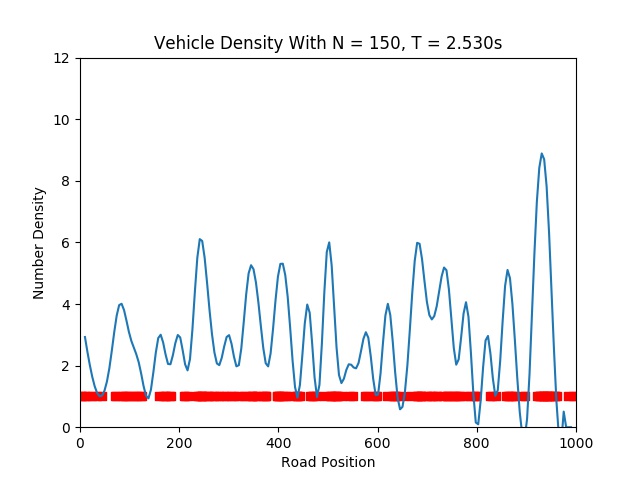 Vehicle Density With N = 150, T = 2.530s
12
10
8
6
4
2
0
Number Density
0 200 400 600 800 1000
Road Position